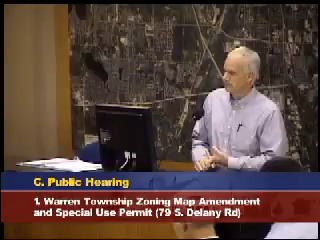 C. Public Hearing
1. Warren Township Zoning Map Amendment
and Special Use Permit (79 S. Delany Rd)